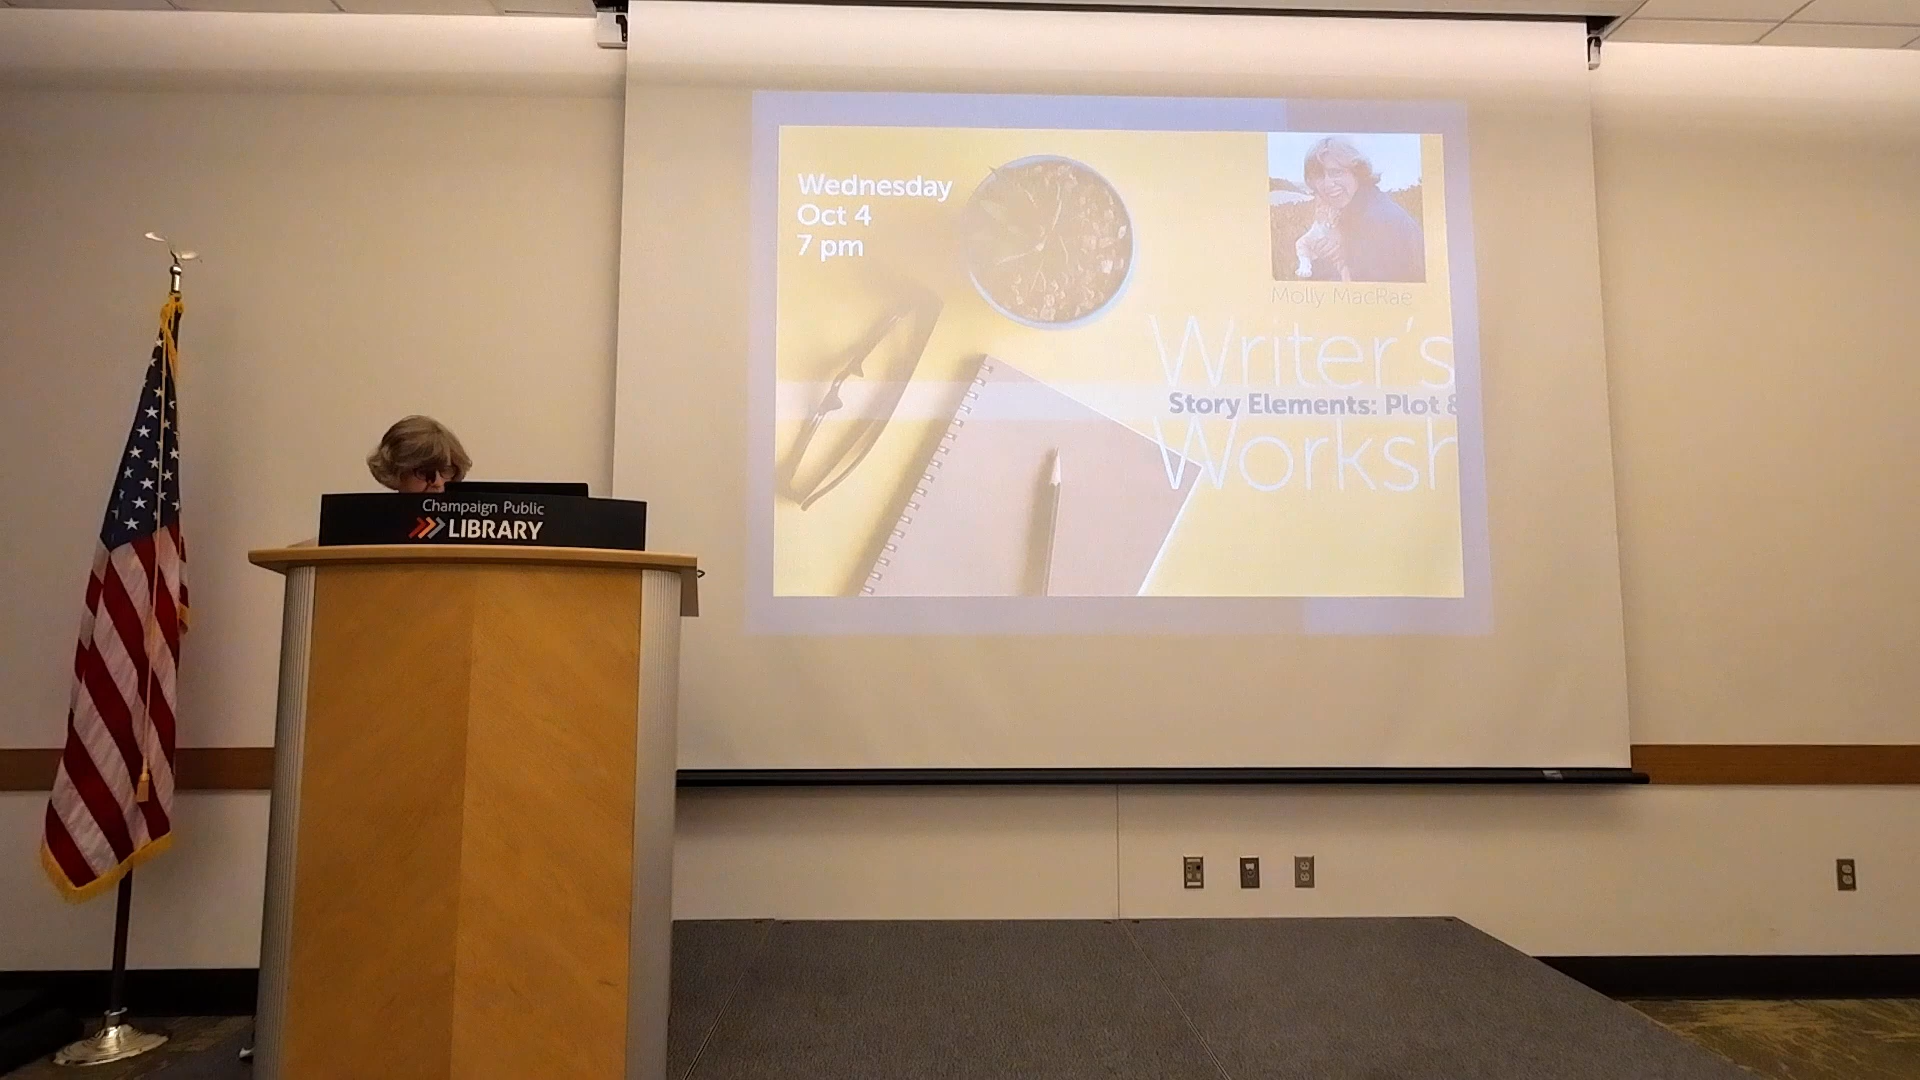 Wednesday
Oct 4
7 pm
Molly MacRae
Writer's
Story Elements: Plot &
Worksh
Champaign Public
LIBRARY